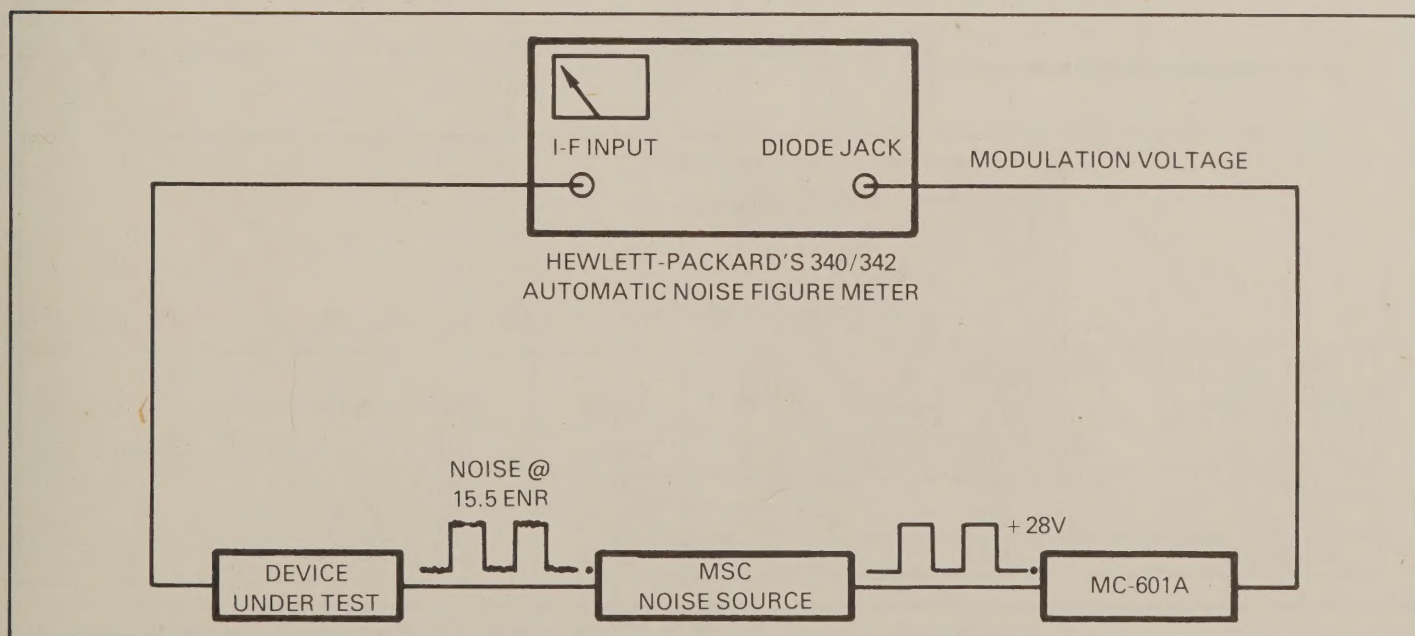 I-F INPUT
DIODE JACK
MODULATION VOLTAGE
HEWLETT-PACKARD'S 340/342
AUTOMATIC NOISE FIGURE METER
NOISE @
15.5 ENR
+ 28V
DEVICE
UNDER TEST
MSC
NOISE SOURCE
MC-601A